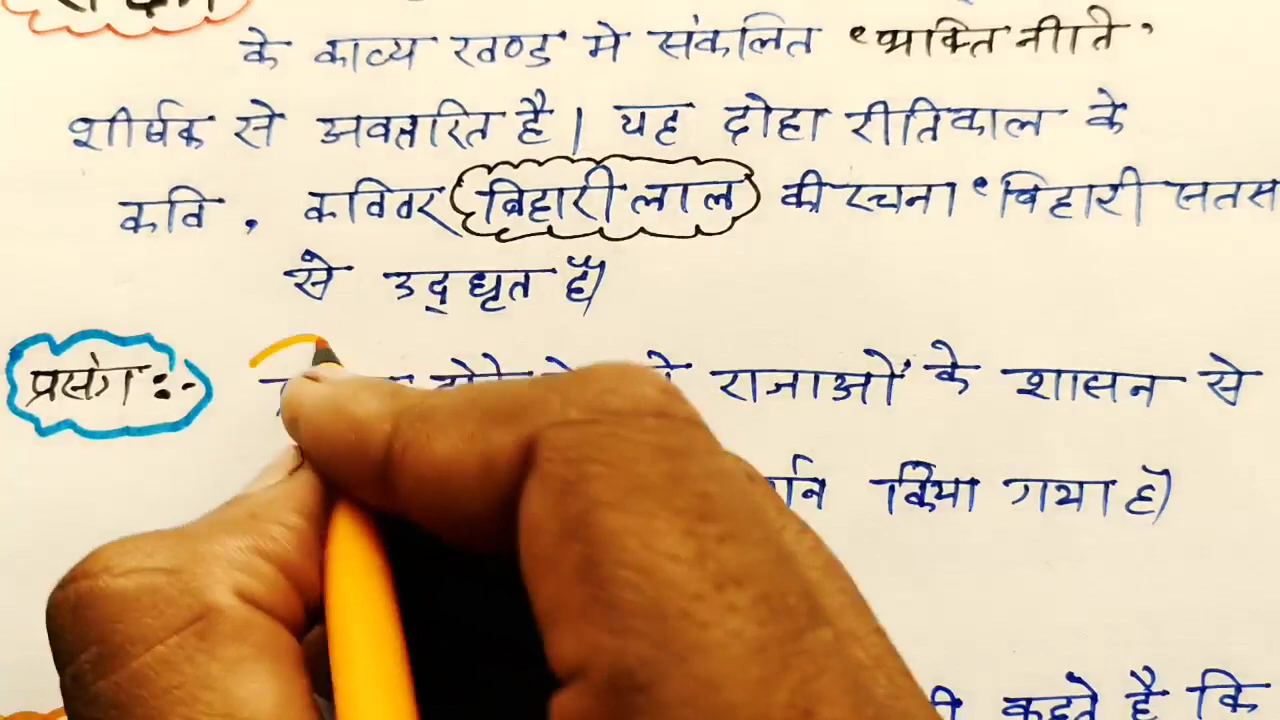 के काव्य खण्ड मे संकलित 'भक्ति नीति'
शीर्षक से अवतरित है। यह दोहा रीतिकाल के
कवि, कविवर बिहारी लाल की रचना 'बिहारी सतस
से उद्धृत है।
प्रसंग :- राजाओं के शासन से
किया गया है।
कहते है कि